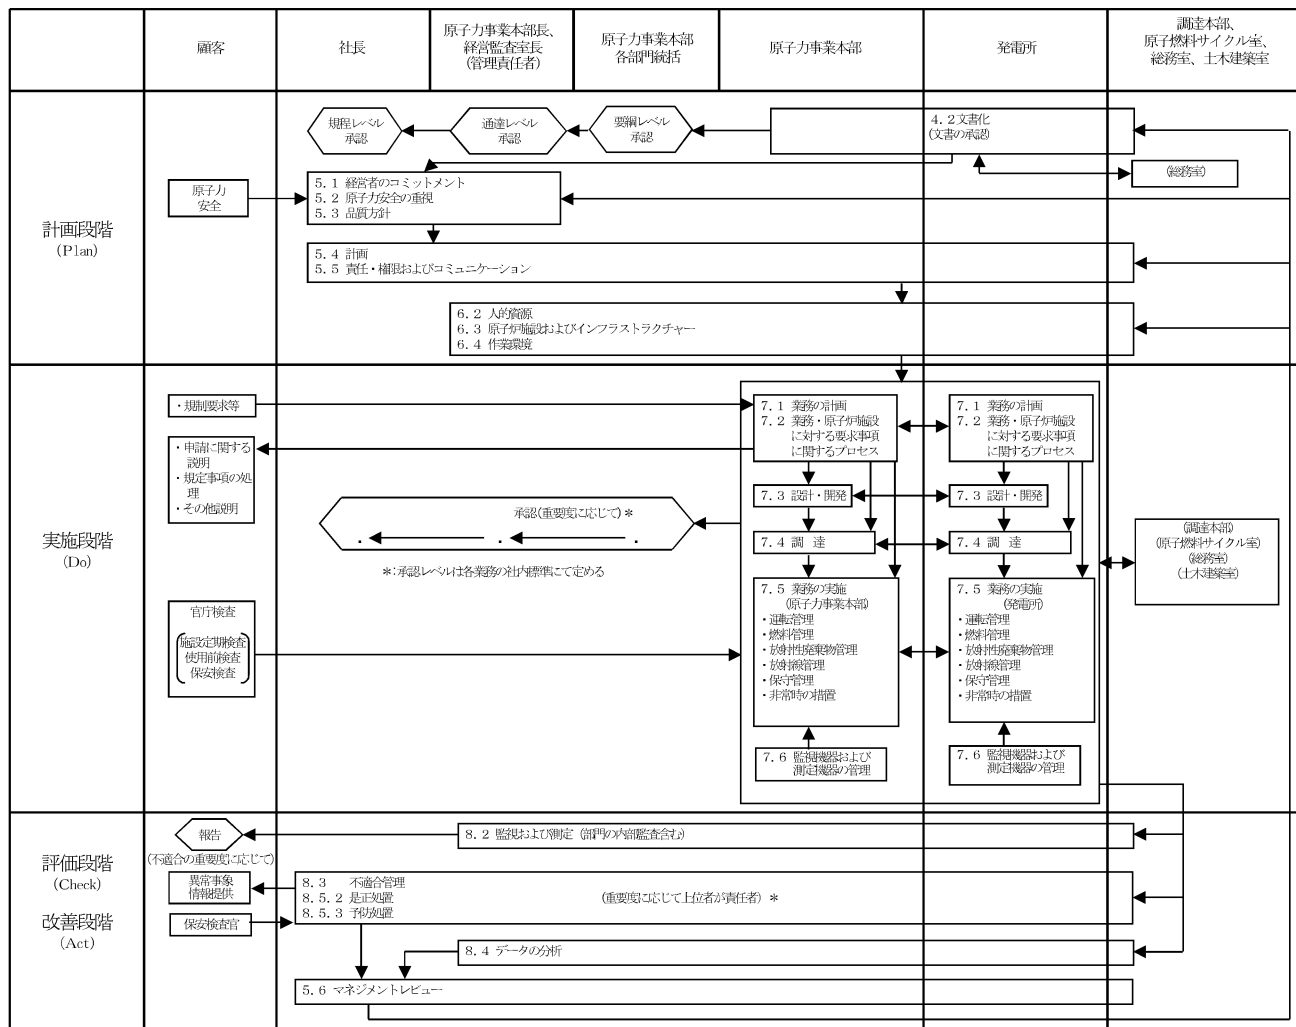 顧客
社長
原子力事業本部長、
経営監査室長
(管理責任者)
原子力事業本部
各部門統括
原子力事業本部
発電所
調達本部、
原子燃料サイクル室、
総務室、土木建築室
計画段階
(Plan)
規程レベル
承認
通達レベル
承認
要綱レベル
承認
4.2文書化
(文書の承認)
(総務室)
原子力
安全
5.1 経営者のコミットメント
5.2 原子力安全の重視
5.3 品質方針
5.4 計画
5.5 責任・権限およびコミュニケーション
6.2 人的資源
6.3 原子炉施設およびインフラストラクチャー
6.4 作業環境
実施段階
(Do)
・規制要求等
・申請に関する
説明
・規定事項の処
理
・その他説明
承認(重要度に応じて)*
*:承認レベルは各業務の社内標準にて定める
官庁検査
施設定期検査
使用前検査
保安検査
7.1 業務の計画
7.2 業務・原子炉施設
に対する要求事項
に関するプロセス
7.3 設計・開発
7.4 調 達
7.5 業務の実施
(原子力事業本部)
・運転管理
・燃料管理
・放射性廃棄物管理
・放射線管理
・保守管理
・非常時の措置
7.6 監視機器および
測定機器の管理
7.1 業務の計画
7.2 業務・原子炉施設
に対する要求事項
に関するプロセス
7.3 設計・開発
7.4 調 達
7.5 業務の実施
(発電所)
・運転管理
・燃料管理
・放射性廃棄物管理
・放射線管理
・保守管理
・非常時の措置
7.6 監視機器および
測定機器の管理
(調達本部)
(原子燃料サイクル室)
(総務室)
(土木建築室)
評価段階
(Check)
改善段階
(Act)
報告
(不適合の重要度に応じて)
異常事象
情報提供
保安検査官
8.2 監視および測定 (部門の内部監査含む)
8.3 不適合管理
8.5.2 是正処置
8.5.3 予防処置
(重要度に応じて上位者が責任者) *
8.4 データの分析
5.6 マネジメントレビュー